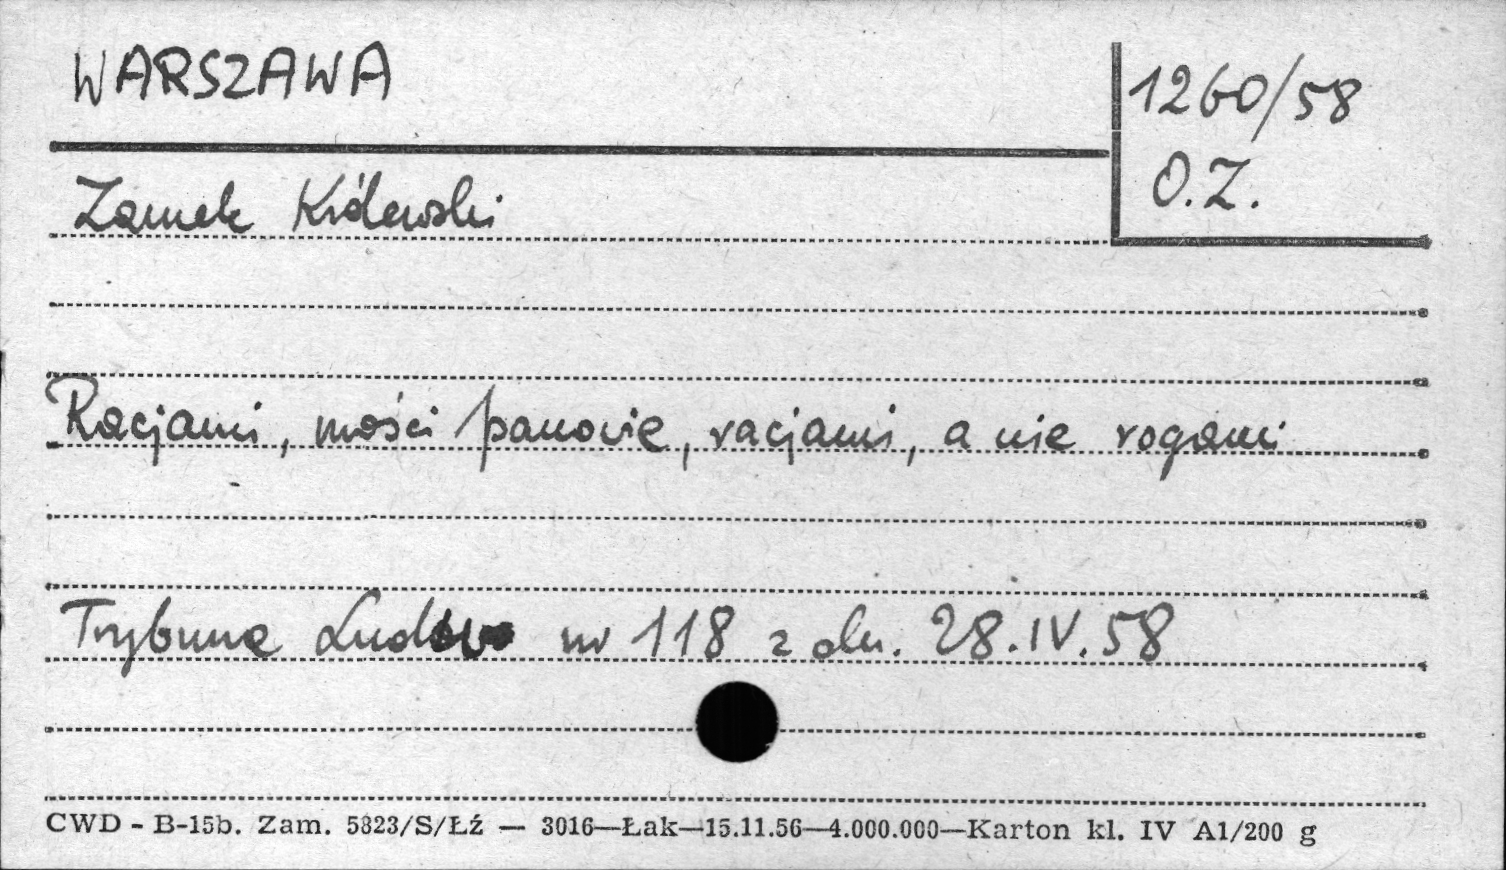 WARSZAWA
1260/58
O.Z.
Zamek Królewski
Racjami, mości panowie, racjami, a nie rogami
Trybuna Ludu nr 118 z dn. 28.IV.58
CWD - B-15b. Zam. 5823/S/Łź — 3016—Łak—15.11.56—4.000.000—Karton kl. IV A1/200 g